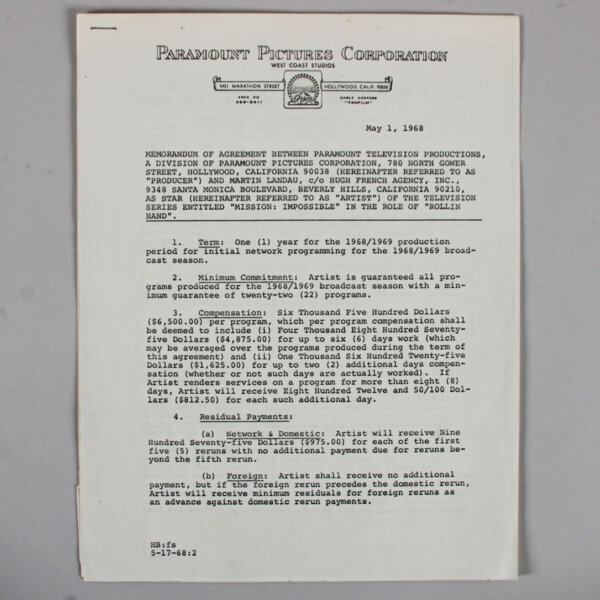 PARAMOUNT PICTURES CORPORATION
WEST COAST STUDIOS
5451 MARATHON STREET
HOLLYWOOD, CALIF. 90038
AREA 213
463-0411
CABLE ADDRESS
"FAMFILM"
May 1, 1968
MEMORANDUM OF AGREEMENT BETWEEN PARAMOUNT TELEVISION PRODUCTIONS,
A DIVISION OF PARAMOUNT PICTURES CORPORATION, 780 NORTH GOWER
STREET, HOLLYWOOD, CALIFORNIA 90038 (HEREINAFTER REFERRED TO AS
"PRODUCER") AND MARTIN LANDAU, c/o HUGH FRENCH AGENCY, INC.,
9348 SANTA MONICA BOULEVARD, BEVERLY HILLS, CALIFORNIA 90210,
AS STAR (HEREINAFTER REFERRED TO AS "ARTIST") OF THE TELEVISION
SERIES ENTITLED "MISSION: IMPOSSIBLE" IN THE ROLE OF "ROLLIN
HAND".
1. Term: One (1) year for the 1968/1969 production
period for initial network programming for the 1968/1969 broad-
cast season.
2. Minimum Commitment: Artist is guaranteed all pro-
grams produced for the 1968/1969 broadcast season with a min-
imum guarantee of twenty-two (22) programs.
3. Compensation: Six Thousand Five Hundred Dollars
($6,500.00) per program, which per program compensation shall
be deemed to include (i) Four Thousand Eight Hundred Seventy-
five Dollars ($4,875.00) for up to six (6) days work (which
may be averaged over the programs produced during the term of
this agreement) and (ii) One Thousand Six Hundred Twenty-five
Dollars ($1,625.00) for up to two (2) additional days compen-
sation (whether or not such days are actually worked). If
Artist renders services on a program for more than eight (8)
days, Artist will receive Eight Hundred Twelve and 50/100 Dol-
lars ($812.50) for each such additional day.
4. Residual Payments:
(a) Network & Domestic: Artist will receive Nine
Hundred Seventy-five Dollars ($975.00) for each of the first
five (5) reruns with no additional payment due for reruns be-
yond the fifth rerun.
(b) Foreign: Artist shall receive no additional
payment, but if the foreign rerun precedes the domestic rerun,
Artist will receive minimum residuals for foreign reruns as
an advance against domestic rerun payments.
HB:fs
5-17-68:2